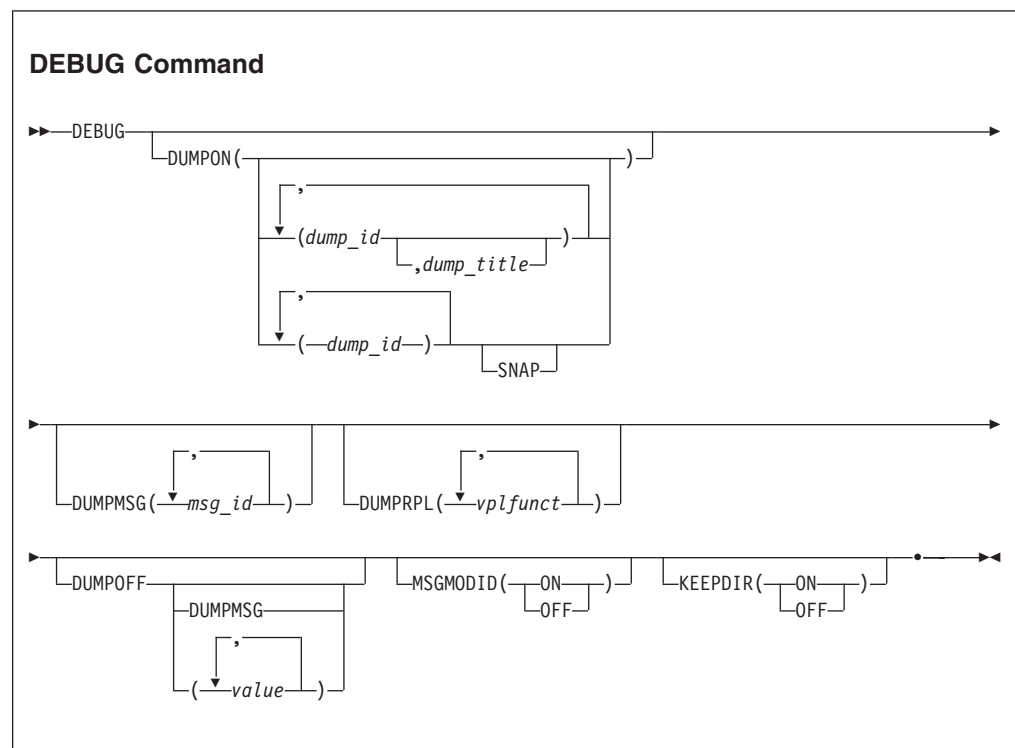 DEBUG Command
DEBUG
DUMPON( )
,
(dump_id )
,dump_title
,
( dump_id )
SNAP
, ,
DUMPMSG( msg_id ) DUMPRPL( vplfunct )
.
DUMPOFF MSGMODID( ON ) KEEPDIR( ON )
DUMPMSG OFF OFF
,
( value )